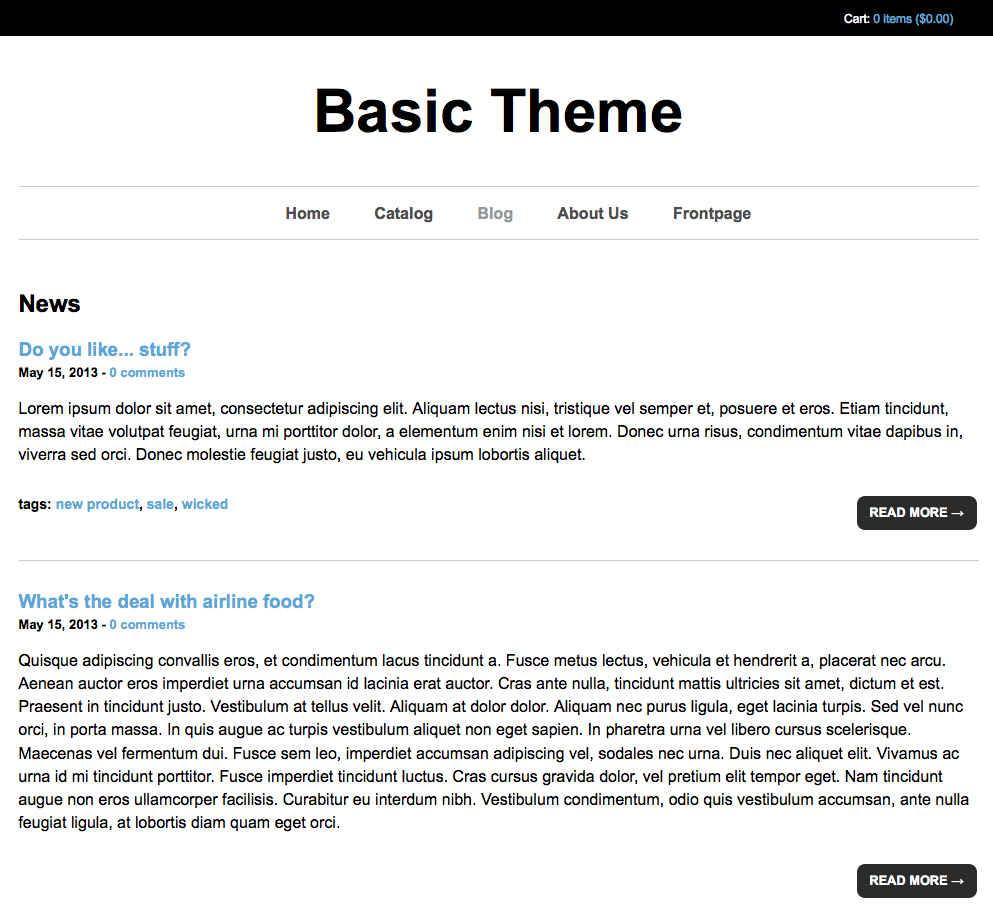 Cart: 0 items ($0.00)
Basic Theme
Home Catalog Blog About Us Frontpage
News
Do you like... stuff?
May 15, 2013 - 0 comments
Lorem ipsum dolor sit amet, consectetur adipiscing elit. Aliquam lectus nisi, tristique vel semper et, posuere et eros. Etiam tincidunt,
massa vitae volutpat feugiat, urna mi porttitor dolor, a elementum enim nisi et lorem. Donec urna risus, condimentum vitae dapibus in,
viverra sed orci. Donec molestie feugiat justo, eu vehicula ipsum lobortis aliquet.
tags: new product, sale, wicked
READ MORE →
What's the deal with airline food?
May 15, 2013 - 0 comments
Quisque adipiscing convallis eros, et condimentum lacus tincidunt a. Fusce metus lectus, vehicula et hendrerit a, placerat nec arcu.
Aenean auctor eros imperdiet urna accumsan id lacinia erat auctor. Cras ante nulla, tincidunt mattis ultricies sit amet, dictum et est.
Praesent in tincidunt justo. Vestibulum at tellus velit. Aliquam at dolor dolor. Aliquam nec purus ligula, eget lacinia turpis. Sed vel nunc
orci, in porta massa. In quis augue ac turpis vestibulum aliquet non eget sapien. In pharetra urna vel libero cursus scelerisque.
Maecenas vel fermentum dui. Fusce sem leo, imperdiet accumsan adipiscing vel, sodales nec urna. Duis nec aliquet elit. Vivamus ac
urna id mi tincidunt porttitor. Fusce imperdiet tincidunt luctus. Cras cursus gravida dolor, vel pretium elit tempor eget. Nam tincidunt
augue non eros ullamcorper facilisis. Curabitur eu interdum nibh. Vestibulum condimentum, odio quis vestibulum accumsan, ante nulla
feugiat ligula, at lobortis diam quam eget orci.
READ MORE →